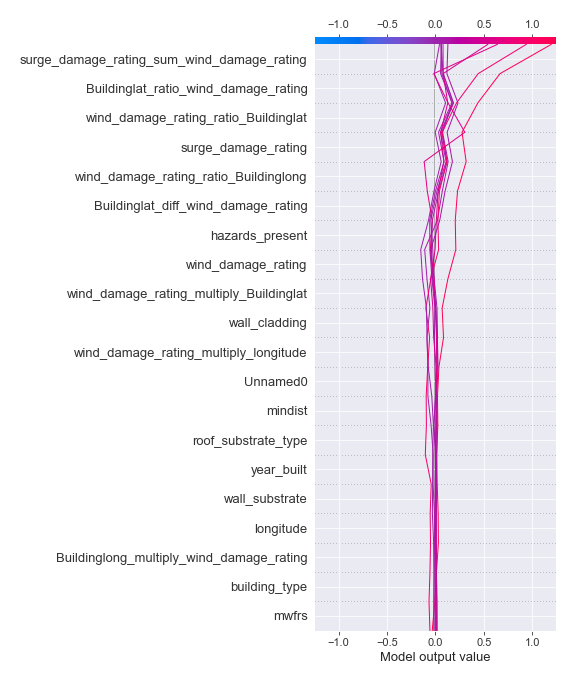 −1.0 −0.5 0.0 0.5 1.0
surge_damage_rating_sum_wind_damage_rating
Buildinglat_ratio_wind_damage_rating
wind_damage_rating_ratio_Buildinglat
surge_damage_rating
wind_damage_rating_ratio_Buildinglong
Buildinglat_diff_wind_damage_rating
hazards_present
wind_damage_rating
wind_damage_rating_multiply_Buildinglat
wall_cladding
wind_damage_rating_multiply_longitude
Unnamed0
mindist
roof_substrate_type
year_built
wall_substrate
longitude
Buildinglong_multiply_wind_damage_rating
building_type
mwfrs
−1.0 −0.5 0.0 0.5 1.0
Model output value